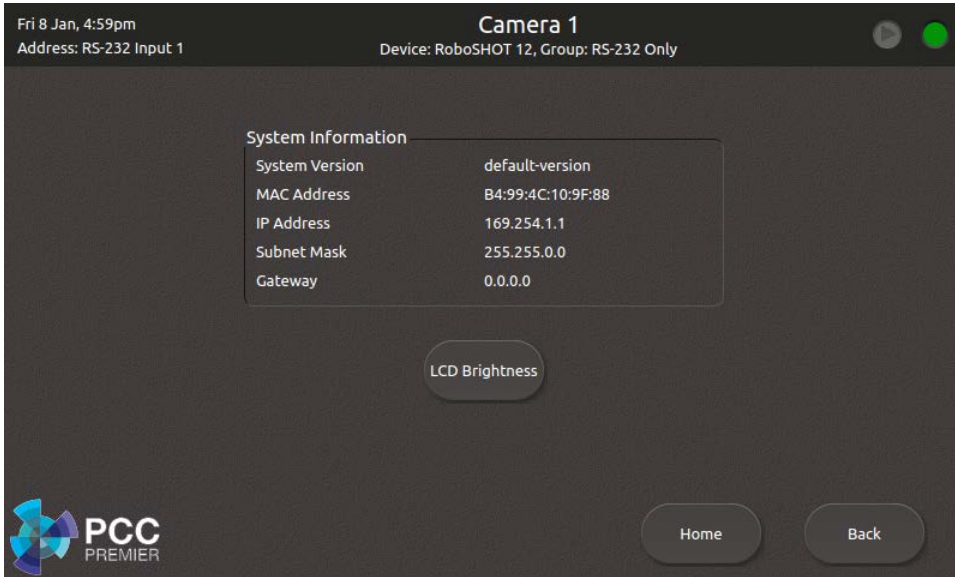 Fri 8 Jan, 4:59pm
Camera 1
Address: RS-232 Input 1
Device: RoboSHOT 12, Group: RS-232 Only
System Information
System Version default-version
MAC Address B4:99:4C:10:9F:88
IP Address 169.254.1.1
Subnet Mask 255.255.0.0
Gateway 0.0.0.0
LCD Brightness
PCC
PREMIER
Home
Back